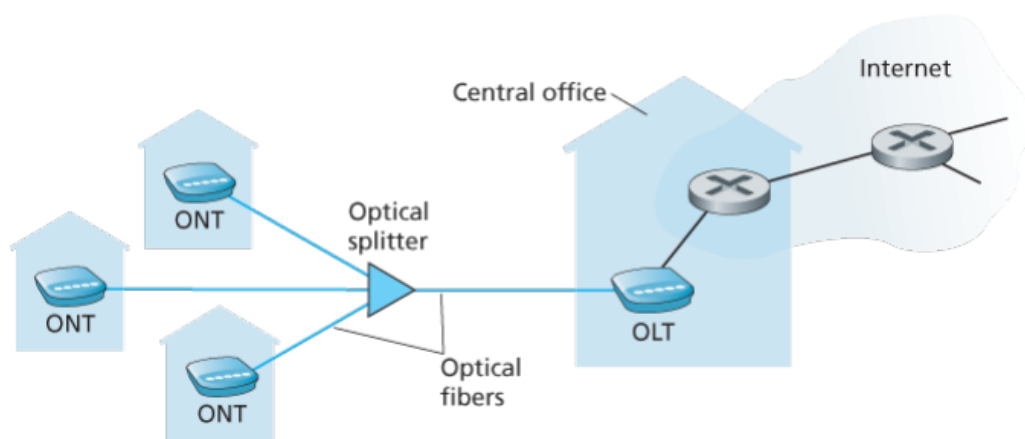 Internet
Central office
ONT
Optical
splitter
ONT
OLT
Optical
fibers
ONT